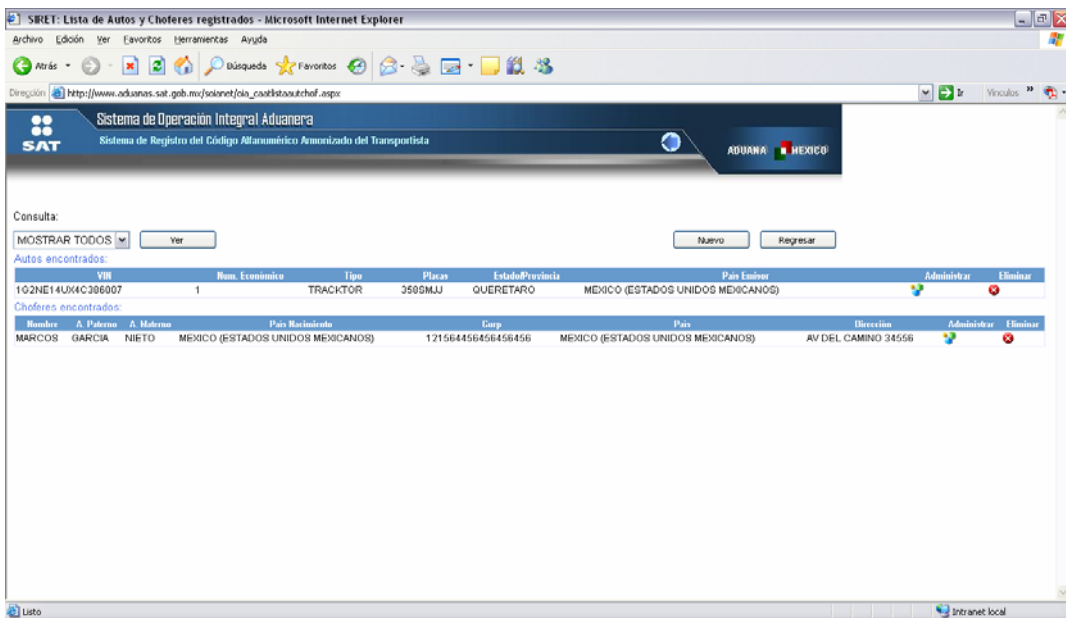 SIRET: Lista de Autos y Choferes registrados - Microsoft Internet Explorer
Archivo Edición Ver Favoritos Herramientas Ayuda
Atrás Búsqueda Favoritos
Dirección http://www.aduanas.sat.gob.mx/soianet/oia_caatlistaautchof.aspx Ir Vínculos »
SAT
Sistema de Operación Integral Aduanera
Sistema de Registro del Código Alfanumérico Armonizado del Transportista
ADUANA MEXICO
Consulta:
MOSTRAR TODOS Ver Nuevo Regresar
Autos encontrados:
VIN Num. Económico Tipo Placas Estado/Provincia País Emisor Administrar Eliminar
1G2NE14UX4C386007 1 TRACKTOR 358SMJJ QUERETARO MEXICO (ESTADOS UNIDOS MEXICANOS)
Choferes encontrados:
Nombre A. Paterno A. Materno País Nacimiento Curp País Dirección Administrar Eliminar
MARCOS GARCIA NIETO MEXICO (ESTADOS UNIDOS MEXICANOS) 121564456456456456 MEXICO (ESTADOS UNIDOS MEXICANOS) AV DEL CAMINO 34556
Listo Intranet local